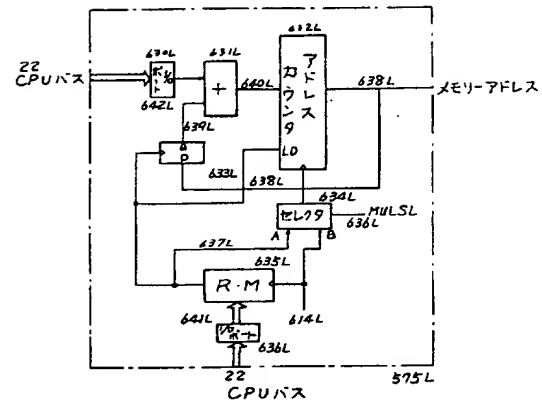 632L
630L
631L
22
CPUバス
I/Oポート
+
640L
アドレスカウンタ
638L
メモリーアドレス
642L
639L
LD
D
633L
638L
634L
セレクタ
MULSL
636L
A
B
637L
635L
R・M
641L
614L
I/Oポート
636L
22
CPUバス
575L